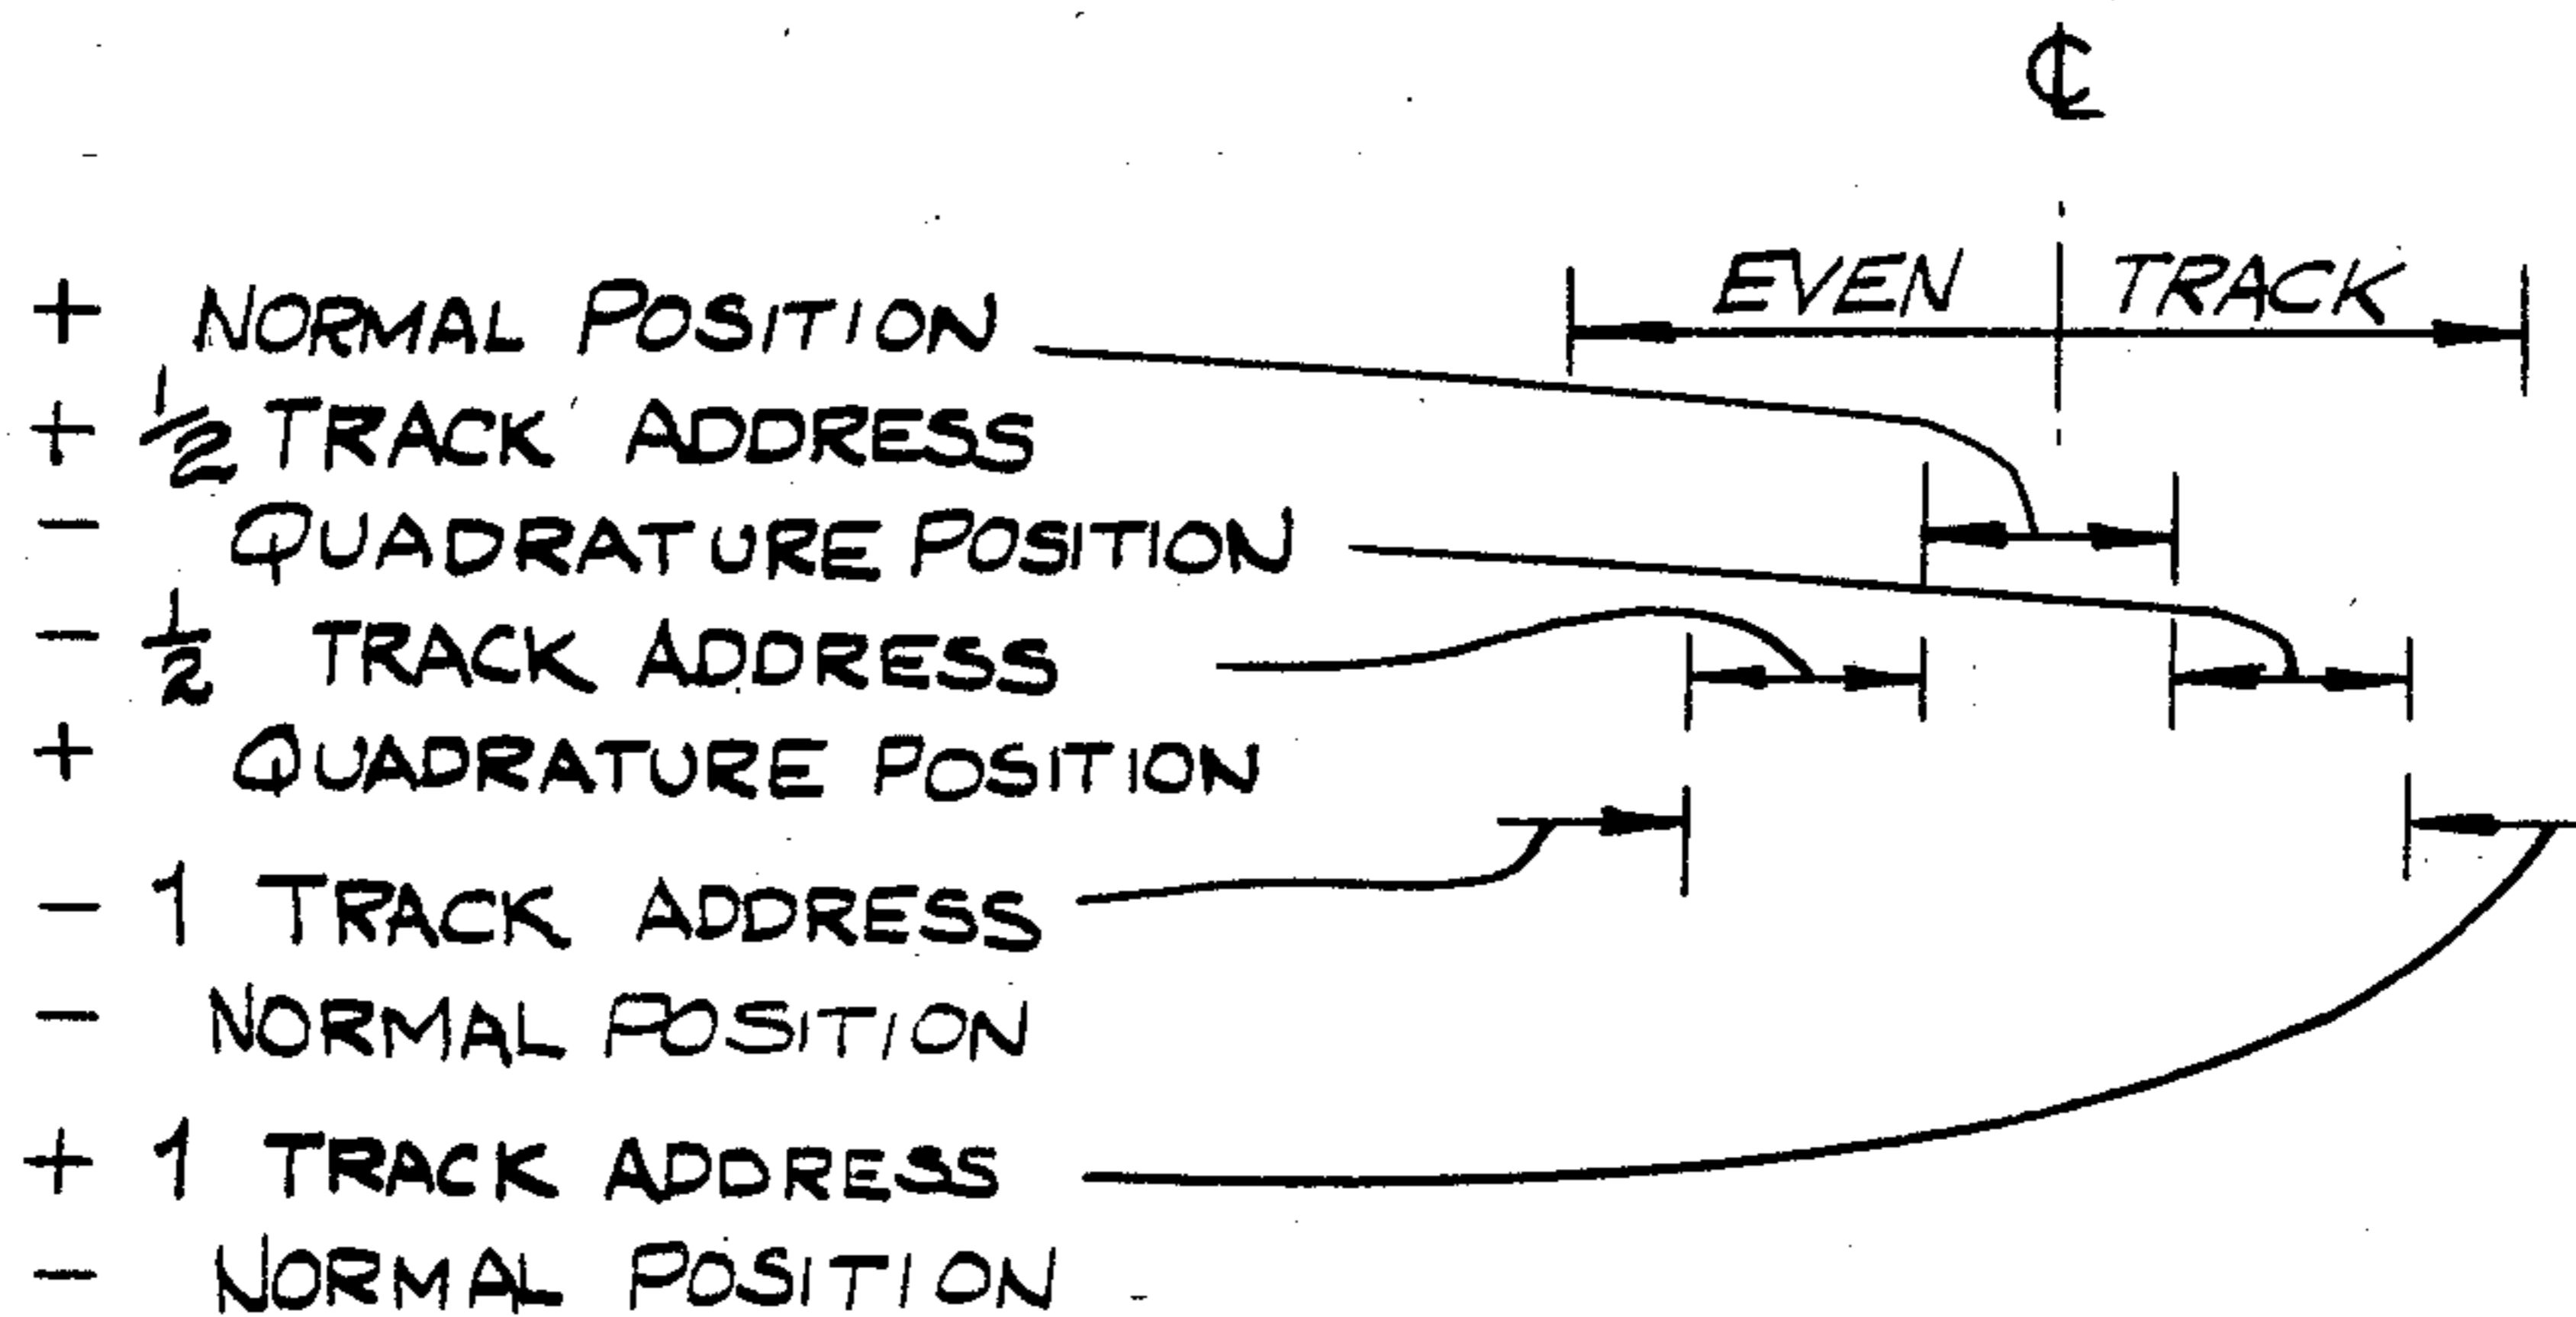 ℄
EVEN TRACK
+ NORMAL POSITION
+ ½ TRACK ADDRESS
− QUADRATURE POSITION
− ½ TRACK ADDRESS
+ QUADRATURE POSITION
− 1 TRACK ADDRESS
− NORMAL POSITION
+ 1 TRACK ADDRESS
− NORMAL POSITION